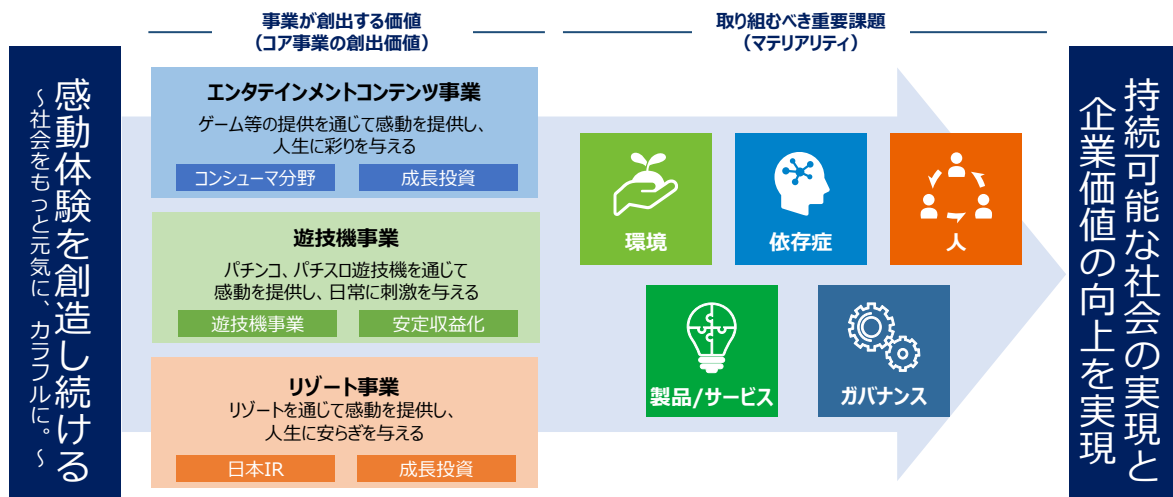 感動体験を創造し続ける
～社会をもっと元気に、カラフルに。～
事業が創出する価値
（コア事業の創出価値）
エンタテインメントコンテンツ事業
ゲーム等の提供を通じて感動を提供し、
人生に彩りを与える
コンシューマ分野
成長投資
遊技機事業
パチンコ、パチスロ遊技機を通じて
感動を提供し、日常に刺激を与える
遊技機事業
安定収益化
リゾート事業
リゾートを通じて感動を提供し、
人生に安らぎを与える
日本IR
成長投資
取り組むべき重要課題
（マテリアリティ）
環境
依存症
人
製品/サービス
ガバナンス
持続可能な社会の実現と
企業価値の向上を実現